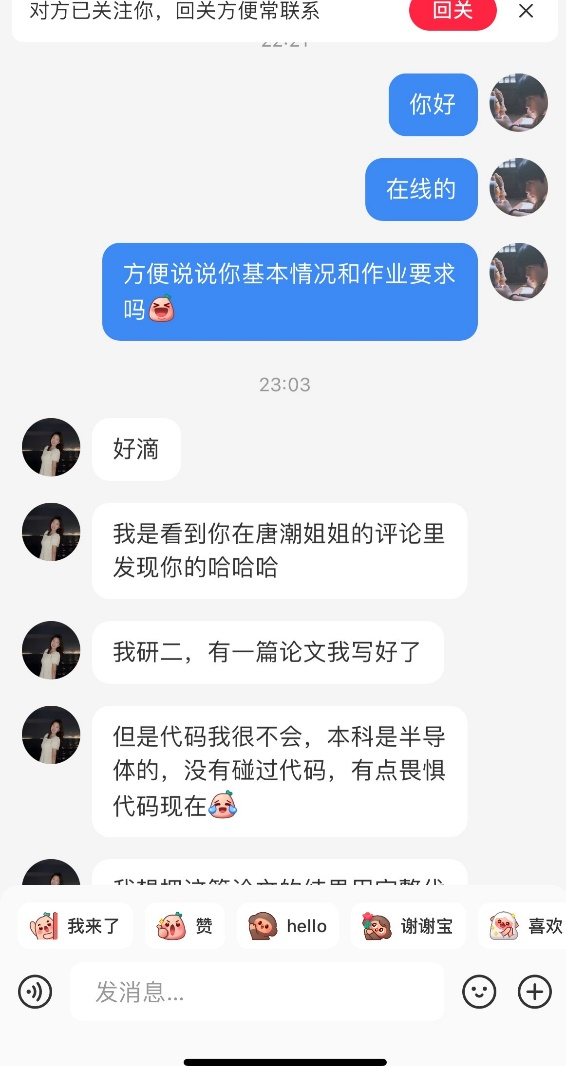 对方已关注你，回关方便常联系
回关
22:21
你好
在线的
方便说说你基本情况和作业要求
吗
23:03
好滴
我是看到你在唐潮姐姐的评论里
发现你的哈哈哈
我研二，有一篇论文我写好了
但是代码我很不会，本科是半导
体的，没有碰过代码，有点畏惧
代码现在
我来了
赞
hello
谢谢宝
喜欢
发消息...